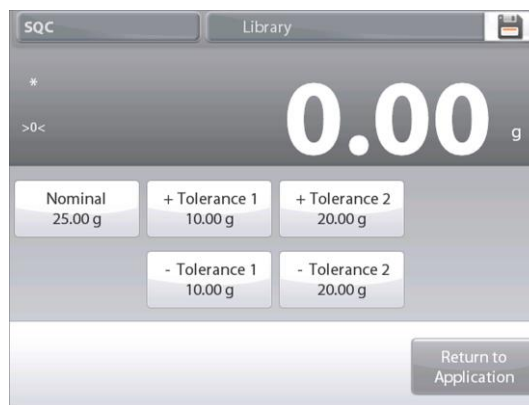 SQC
Library
*
>0<
0.00 g
Nominal
25.00 g
+ Tolerance 1
10.00 g
+ Tolerance 2
20.00 g
- Tolerance 1
10.00 g
- Tolerance 2
20.00 g
Return to
Application